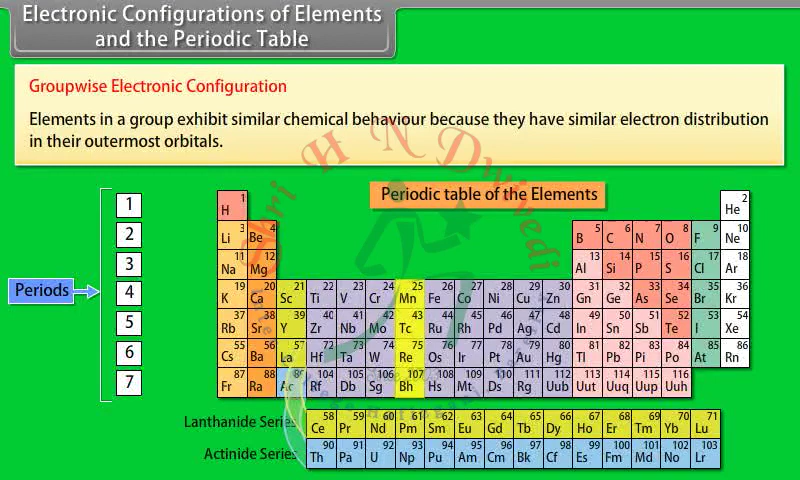 Electronic Configurations of Elements
and the Periodic Table
Groupwise Electronic Configuration
Elements in a group exhibit similar chemical behaviour because they have similar electron distribution
in their outermost orbitals.
Shri H N Dwivedi
Periodic table of the Elements
Periods
1
2
3
4
5
6
7
1 H 2 He
3 Li 4 Be 5 B 6 C 7 N 8 O 9 F 10 Ne
11 Na 12 Mg 13 Al 14 Si 15 P 16 S 17 Cl 18 Ar
19 K 20 Ca 21 Sc 22 Ti 23 V 24 Cr 25 Mn 26 Fe 27 Co 28 Ni 29 Cu 30 Zn 31 Gn 32 Ge 33 As 34 Se 35 Br 36 Kr
37 Rb 38 Sr 39 Y 40 Zr 41 Nb 42 Mo 43 Tc 44 Ru 45 Rh 46 Pd 47 Ag 48 Cd 49 In 50 Sn 51 Sb 52 Te 53 I 54 Xe
55 Cs 56 Ba 57 La 72 Hf 73 Ta 74 W 75 Re 76 Os 77 Ir 78 Pt 79 Au 80 Hg 81 Tl 82 Pb 83 Pi 84 Po 85 At 86 Rn
87 Fr 88 Ra Ac 104 Rf 105 Db 106 Sg 107 Bh 108 Hs 109 Mt 110 Ds 111 Rg 112 Uub 113 Uut 114 Uuq 115 Uup 116 Uuh
Lanthanide Series 58 Ce 59 Pr 60 Nd 61 Pm 62 Sm 63 Eu 64 Gd 65 Tb 66 Dy 67 Ho 68 Er 69 Tm 70 Yb 71 Lu
Actinide Series 90 Th 91 Pa 92 U 93 Np 94 Pu 95 Am 96 Cm 97 Bk 98 Cf 99 Es 100 Fm 101 Md 102 No 103 Lr